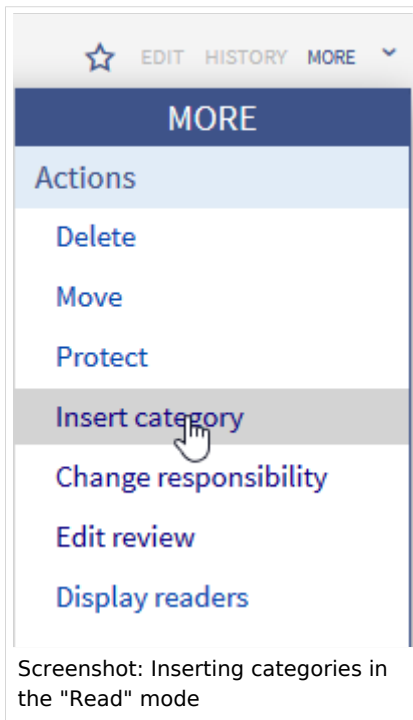 EDIT HISTORY MORE
MORE
Actions
Delete
Move
Protect
Insert category
Change responsibility
Edit review
Display readers
Screenshot: Inserting categories in
the "Read" mode